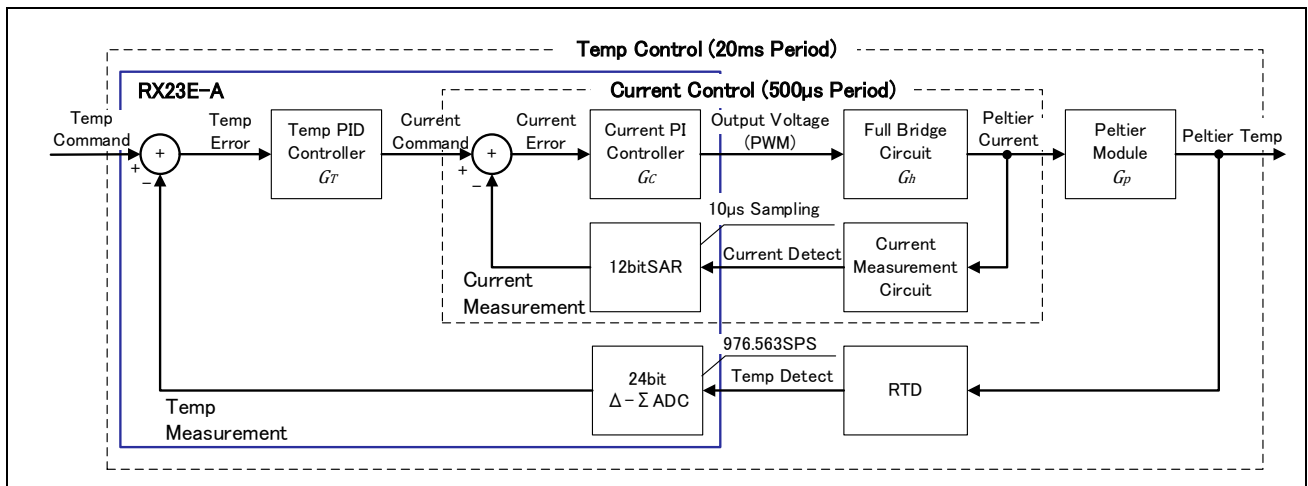 Temp Control (20ms Period)
RX23E-A
Current Control (500μs Period)
Temp
Command
+
+
−
Temp
Error
Temp PID
Controller
GT
Current
Command
+
+
−
Current
Error
Current PI
Controller
GC
Output Voltage
(PWM)
Full Bridge
Circuit
Gh
Peltier
Current
Peltier
Module
Gp
Peltier Temp
10μs Sampling
12bitSAR
Current Detect
Current
Measurement
Circuit
Current
Measurement
976.563SPS
24bit
Δ-Σ ADC
Temp Detect
RTD
Temp
Measurement